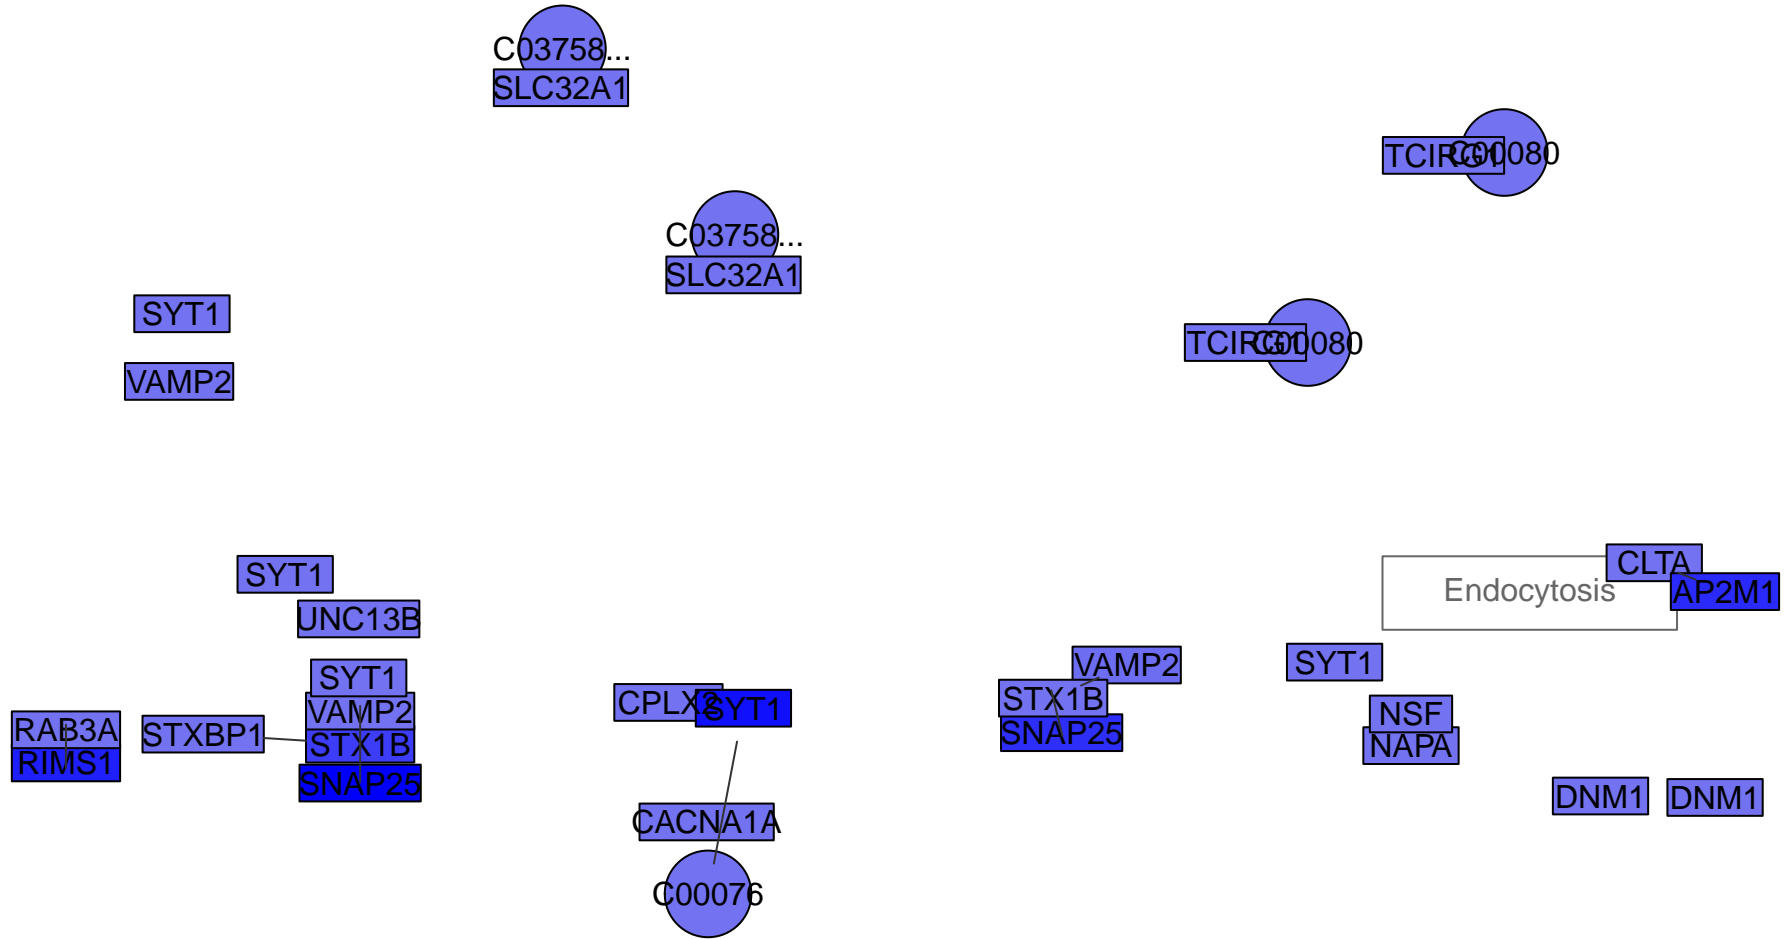 C03758...
SLC32A1
TCIRG1
C00080
C03758...
SLC32A1
SYT1
TCIRG1
C00080
VAMP2
SYT1
CLTA
Endocytosis
AP2M1
UNC13B
SYT1
VAMP2
SYT1
STX1B
CPLX2
SYT1
VAMP2
NSF
RAB3A
STXBP1
STX1B
SNAP25
NAPA
RIMS1
SNAP25
DNM1
DNM1
CACNA1A
C00076